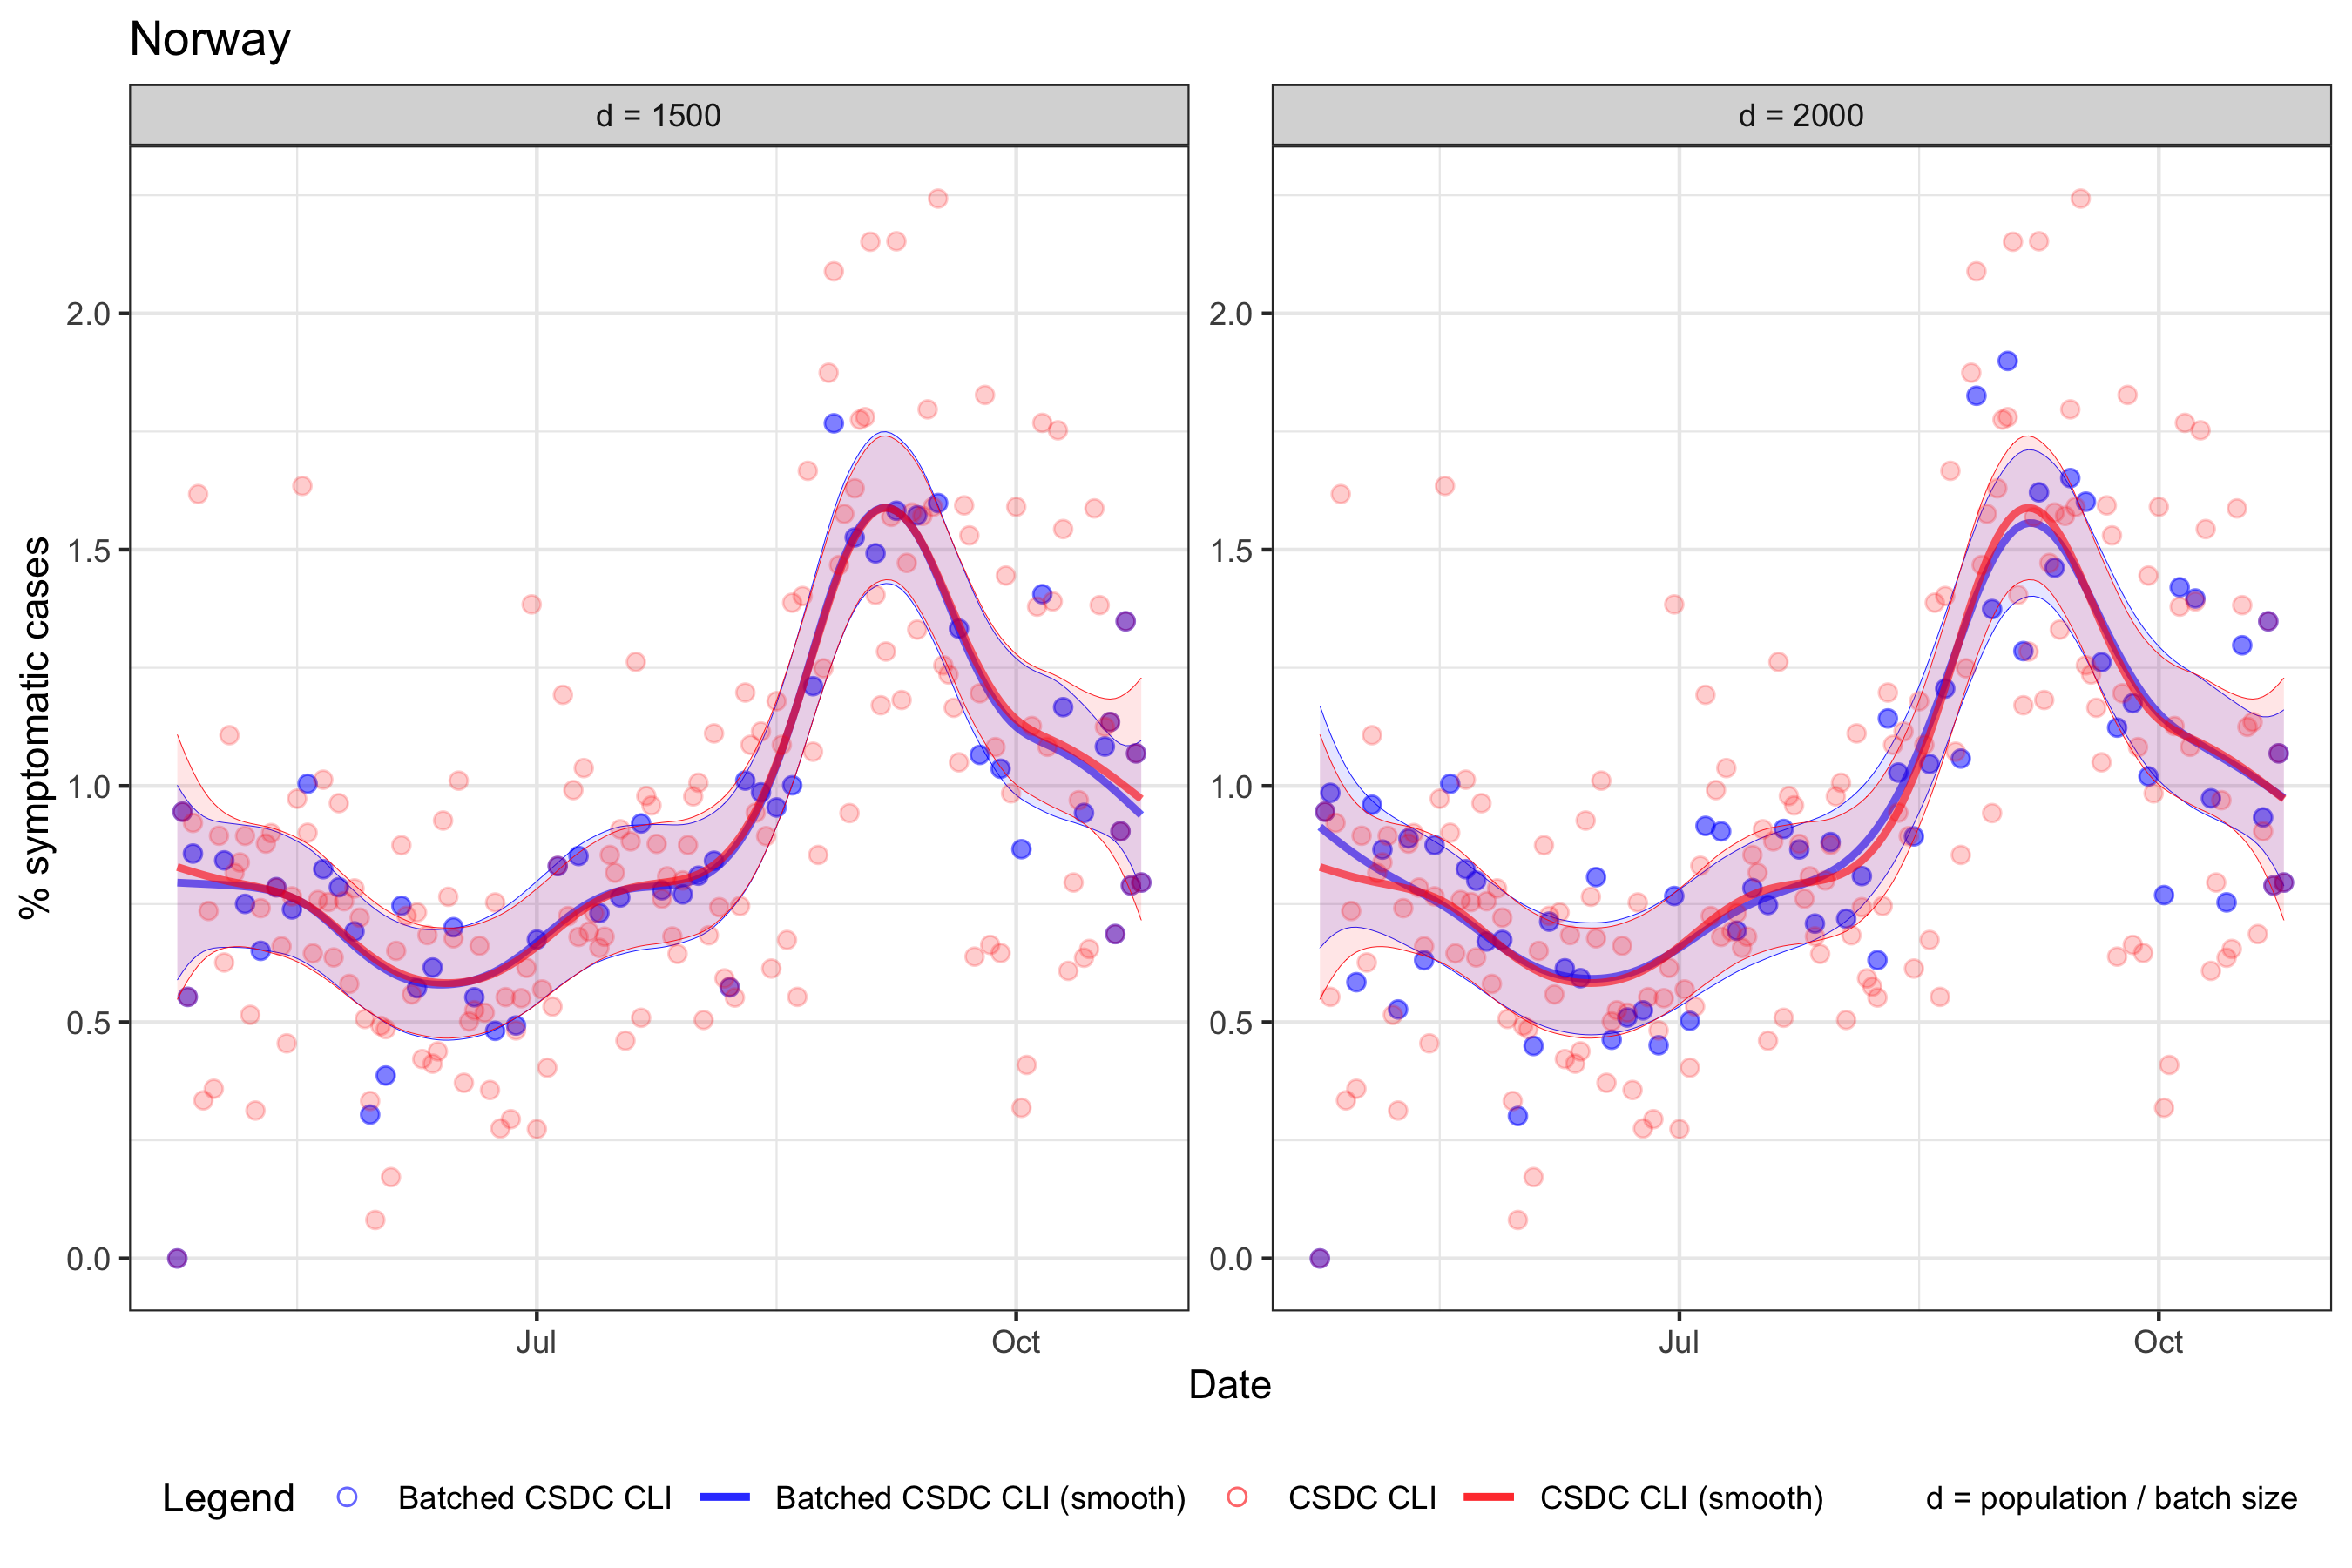 Norway
d = 1500
d = 2000
% symptomatic cases
2.0
1.5
1.0
0.5
0.0
2.0
1.5
1.0
0.5
0.0
Jul
Oct
Jul
Oct
Date
Legend Batched CSDC CLI Batched CSDC CLI (smooth) CSDC CLI CSDC CLI (smooth) d = population / batch size